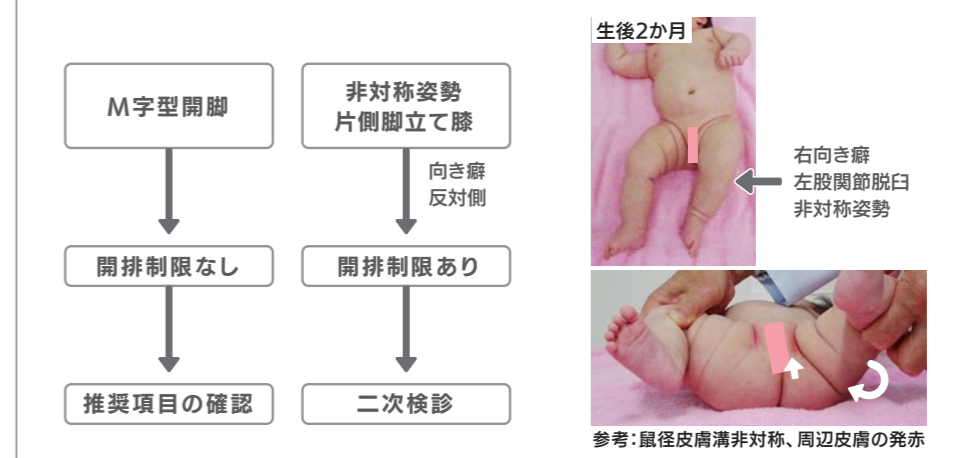 M字型開脚
非対称姿勢
片側脚立て膝
向き癖
反対側
開排制限なし
開排制限あり
推奨項目の確認
二次検診
生後2か月
右向き癖
左股関節脱臼
非対称姿勢
参考:鼠径皮膚溝非対称、周辺皮膚の発赤